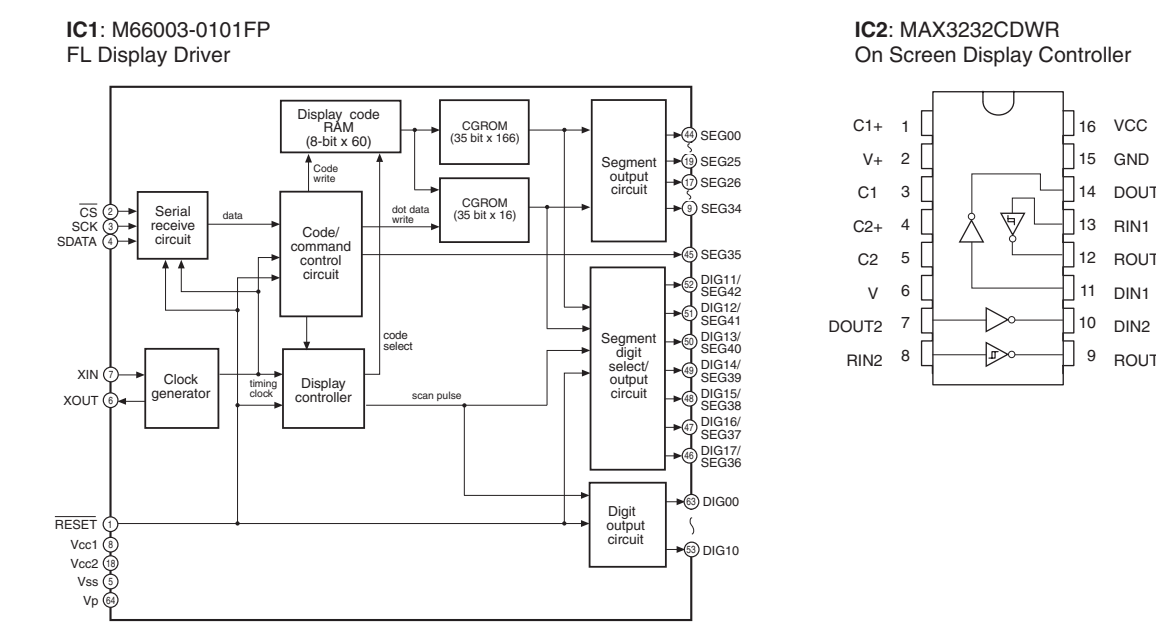 IC1: M66003-0101FP
FL Display Driver
Display code
RAM
(8-bit x 60)
CGROM
(35 bit x 166)
CGROM
(35 bit x 16)
Segment
output
circuit
Code
write
dot data
write
Serial
receive
circuit
data
Code/
command
control
circuit
code
select
Segment
digit
select/
output
circuit
Clock
generator
timing
clock
Display
controller
scan pulse
Digit
output
circuit
CS 2
SCK 3
SDATA 4
XIN 7
XOUT 6
RESET 1
Vcc1 8
Vcc2 18
Vss 5
Vp 64
44 SEG00
19 SEG25
17 SEG26
9 SEG34
45 SEG35
52 DIG11/
SEG42
51 DIG12/
SEG41
50 DIG13/
SEG40
49 DIG14/
SEG39
48 DIG15/
SEG38
47 DIG16/
SEG37
46 DIG17/
SEG36
63 DIG00
53 DIG10
IC2: MAX3232CDWR
On Screen Display Controller
C1+ 1
V+ 2
C1 3
C2+ 4
C2 5
V 6
DOUT2 7
RIN2 8
16 VCC
15 GND
14 DOUT
13 RIN1
12 ROUT
11 DIN1
10 DIN2
9 ROUT